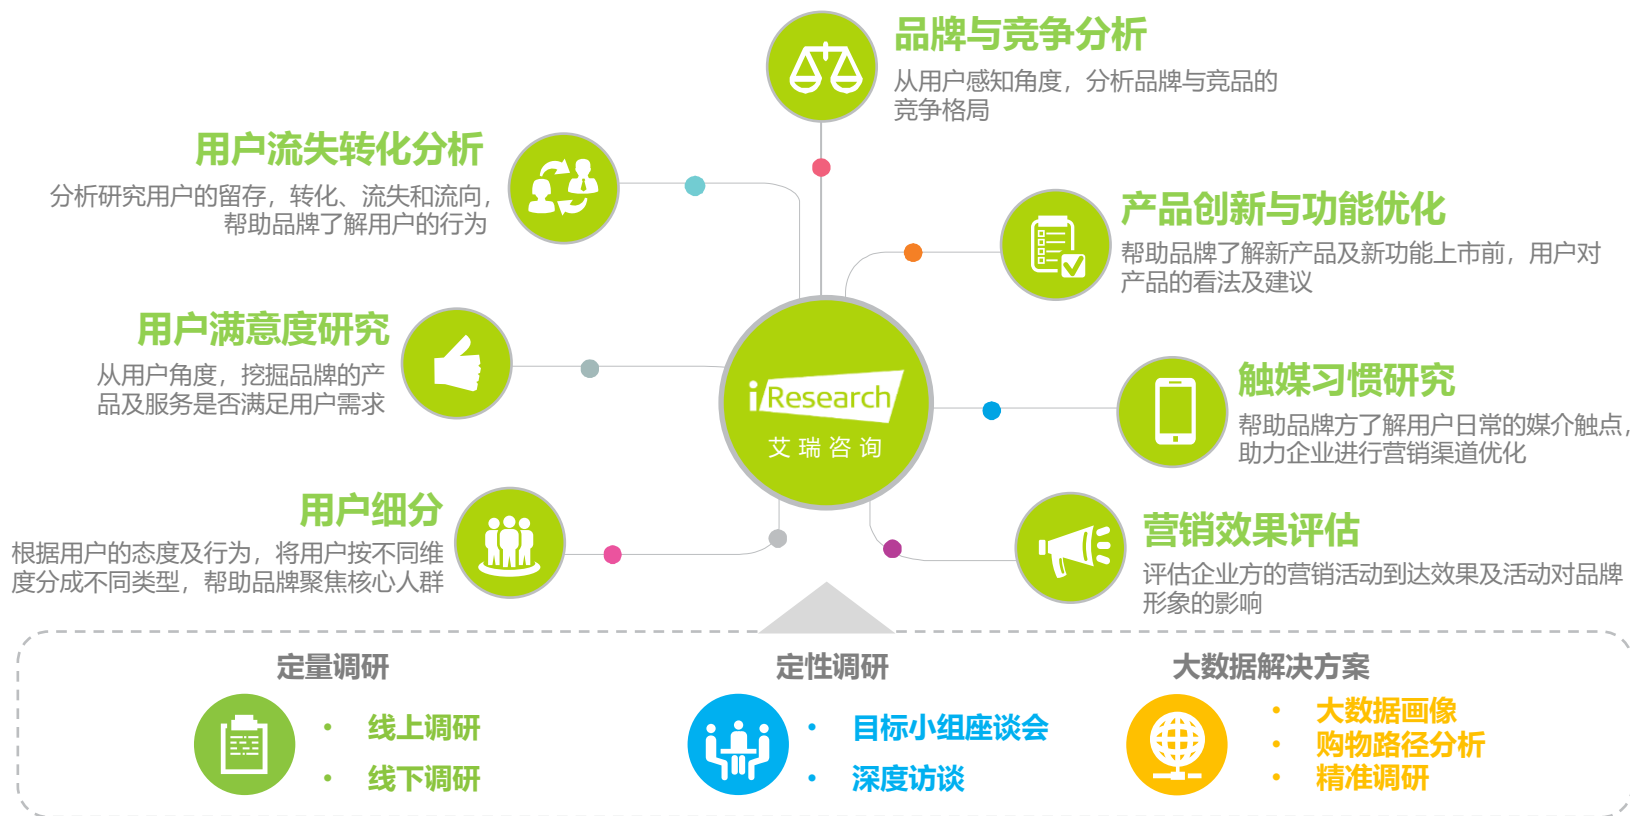 品牌与竞争分析
从用户感知角度，分析品牌与竞品的
竞争格局
用户流失转化分析
分析研究用户的留存，转化、流失和流向，
帮助品牌了解用户的行为
产品创新与功能优化
帮助品牌了解新产品及新功能上市前，用户对
产品的看法及建议
用户满意度研究
从用户角度，挖掘品牌的产
品及服务是否满足用户需求
iResearch
艾瑞咨询
触媒习惯研究
帮助品牌方了解用户日常的媒介触点，
助力企业进行营销渠道优化
用户细分
根据用户的态度及行为，将用户按不同维
度分成不同类型，帮助品牌聚焦核心人群
营销效果评估
评估企业方的营销活动到达效果及活动对品牌
形象的影响
定量调研
• 线上调研
• 线下调研
定性调研
• 目标小组座谈会
• 深度访谈
大数据解决方案
• 大数据画像
• 购物路径分析
• 精准调研